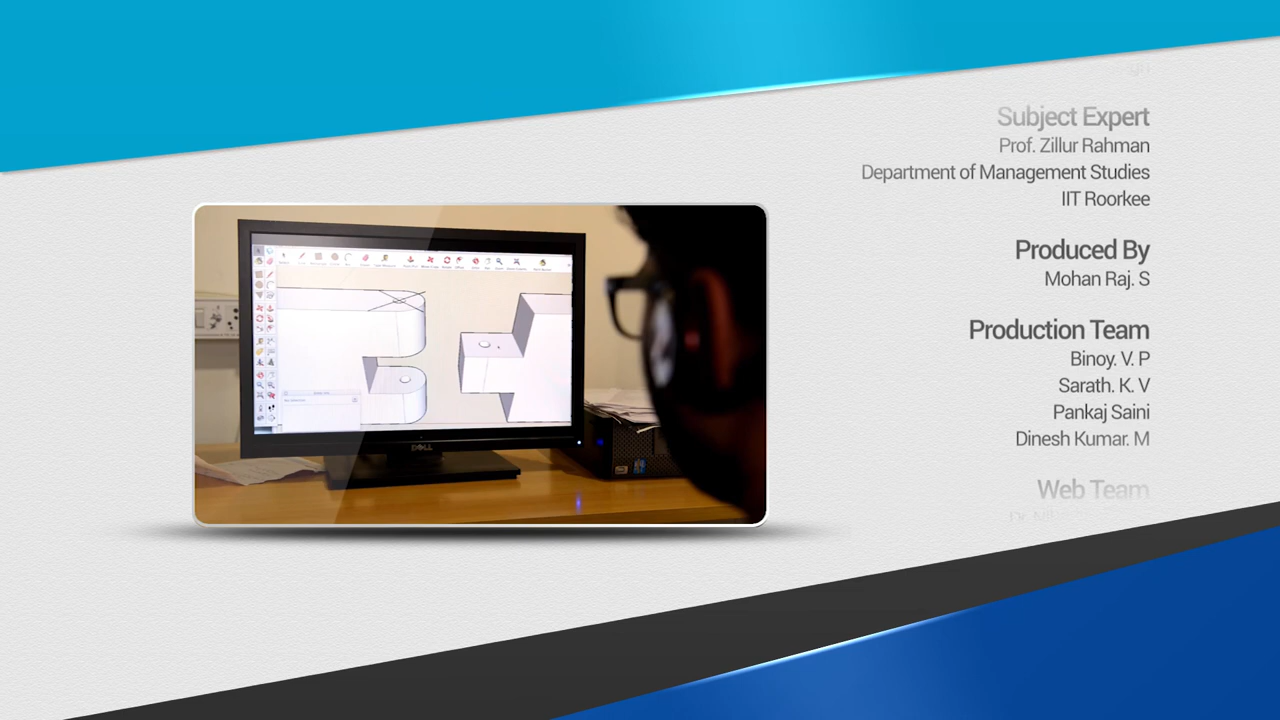 Subject Expert
Prof. Zillur Rahman
Department of Management Studies
IIT Roorkee
Produced By
Mohan Raj. S
Production Team
Binoy. V. P
Sarath. K. V
Pankaj Saini
Dinesh Kumar. M
Web Team
DELL